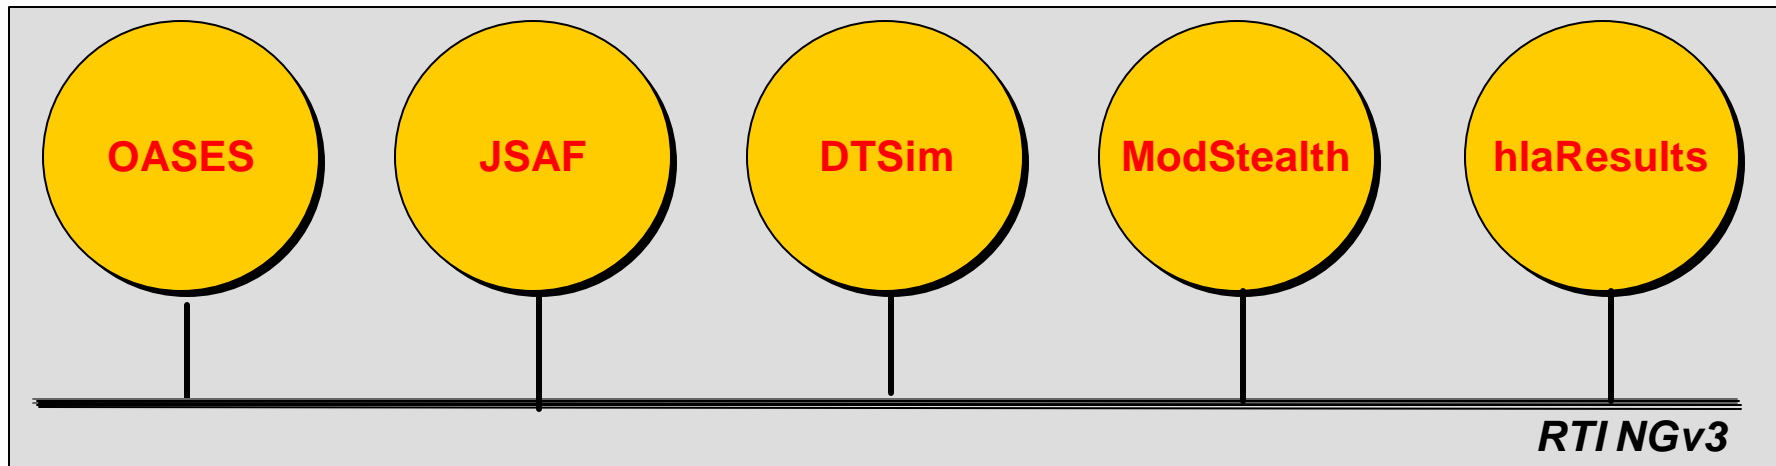 OASES
JSAF
DTSim
ModStealth
hlaResults
RTI NGv3